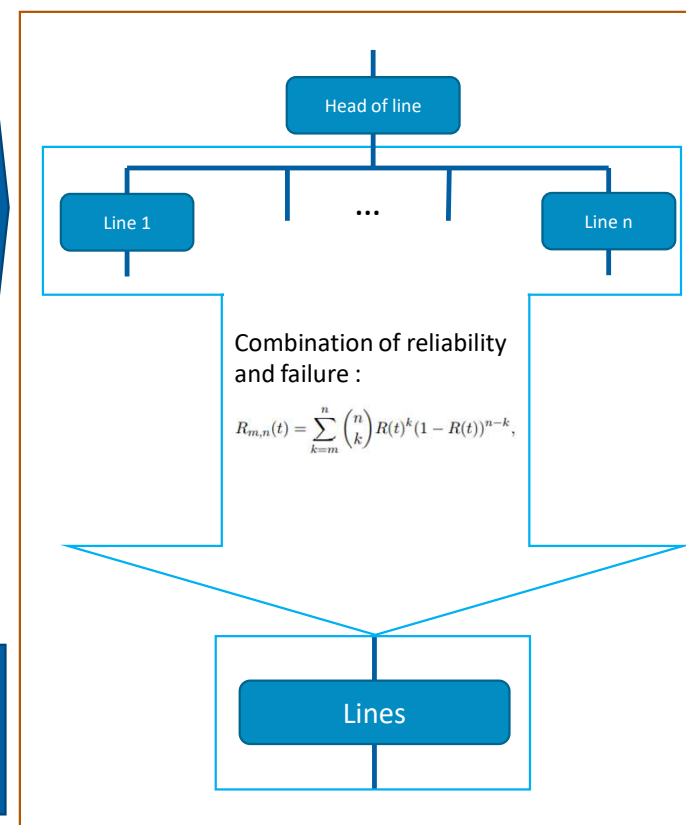 Head of line
Line 1
...
Line n
Combination of reliability
and failure :
$R_{m,n}(t) = \sum_{k=m}^{n} \binom{n}{k} R(t)^k (1 - R(t))^{n-k},$
Lines